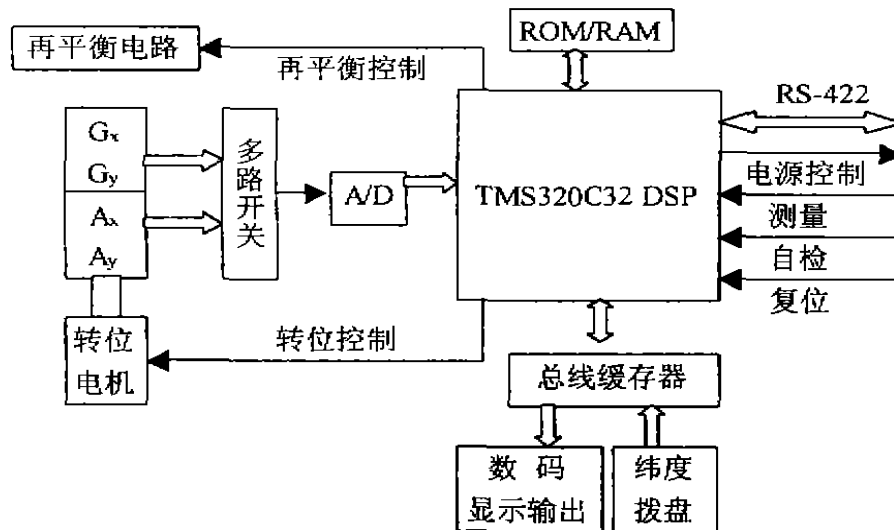 ROM/RAM
再平衡电路
再平衡控制
RS-422
Gx
Gy
Ax
Ay
多路开关
A/D
TMS320C32 DSP
电源控制
测量
自检
复位
转位控制
转位
电机
总线缓存器
数码
显示输出
纬度
拨盘